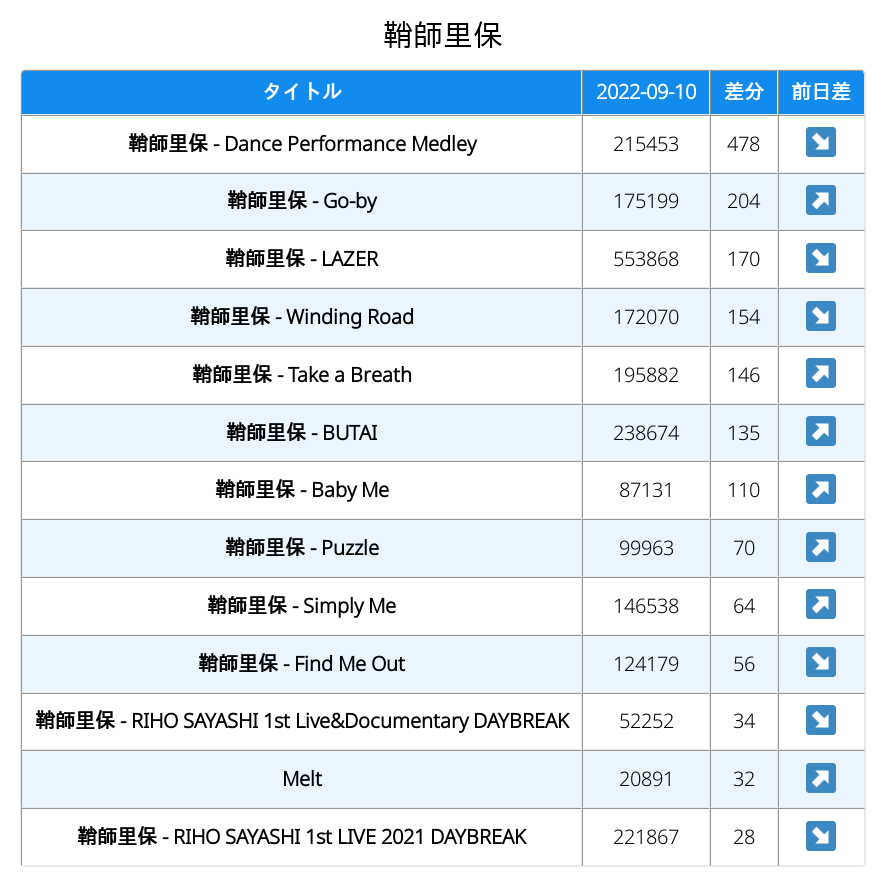 鞘師里保
タイトル 2022-09-10 差分 前日差
鞘師里保 - Dance Performance Medley 215453 478 ↘
鞘師里保 - Go-by 175199 204 ↗
鞘師里保 - LAZER 553868 170 ↘
鞘師里保 - Winding Road 172070 154 ↘
鞘師里保 - Take a Breath 195882 146 ↗
鞘師里保 - BUTAI 238674 135 ↗
鞘師里保 - Baby Me 87131 110 ↗
鞘師里保 - Puzzle 99963 70 ↗
鞘師里保 - Simply Me 146538 64 ↗
鞘師里保 - Find Me Out 124179 56 ↘
鞘師里保 - RIHO SAYASHI 1st Live&Documentary DAYBREAK 52252 34 ↘
Melt 20891 32 ↗
鞘師里保 - RIHO SAYASHI 1st LIVE 2021 DAYBREAK 221867 28 ↘